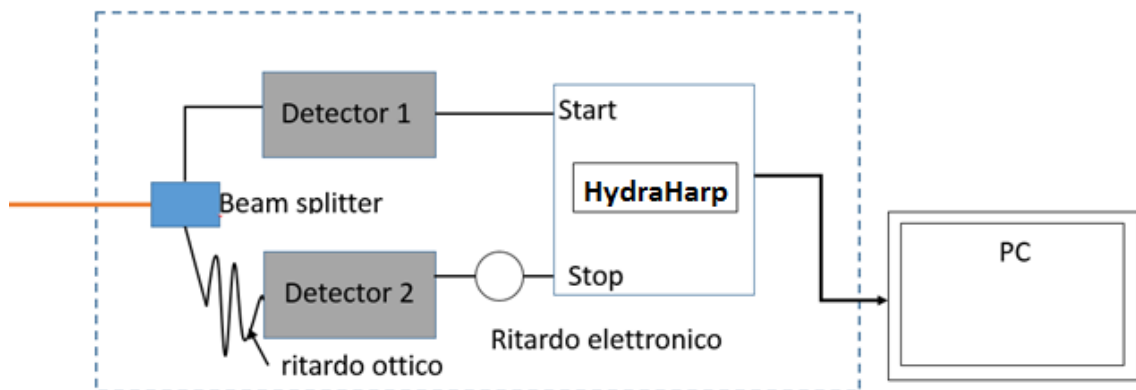 Detector 1
Start
HydraHarp
Beam splitter
PC
Detector 2
Stop
Ritardo elettronico
ritardo ottico